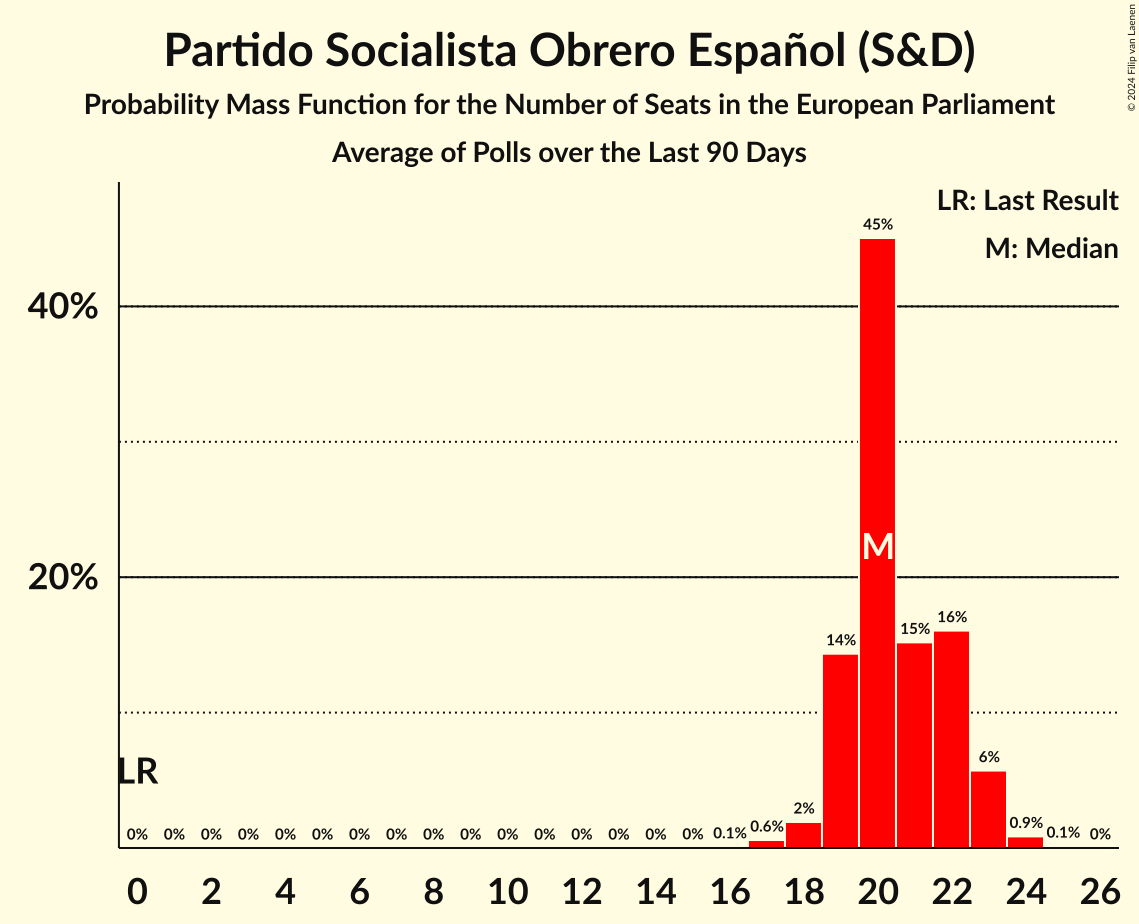 Partido Socialista Obrero Español (S&D)
Probability Mass Function for the Number of Seats in the European Parliament
Average of Polls over the Last 90 Days
© 2024 Filip van Laenen
LR: Last Result
M: Median
45%
40%
M
20%
14%
15%
16%
6%
LR
0% 0% 0% 0% 0% 0% 0% 0% 0% 0% 0% 0% 0% 0% 0% 0% 0.1% 0.6% 2% 0.9% 0.1% 0%
0 2 4 6 8 10 12 14 16 18 20 22 24 26